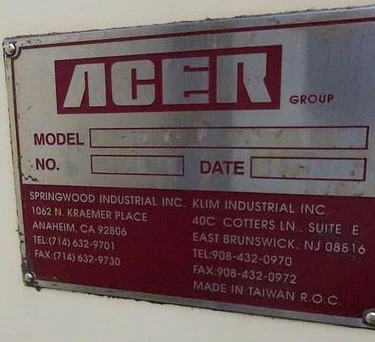 ACER GROUP
MODEL
NO. DATE
SPRINGWOOD INDUSTRIAL INC.
1062 N. KRAEMER PLACE
ANAHEIM, CA 92806
TEL:(714) 632-9701
FAX:(714) 632-9730
KLIM INDUSTRIAL INC.
40C COTTERS LN., SUITE E
EAST BRUNSWICK, NJ 08816
TEL:908-432-0970
FAX:908-432-0972
MADE IN TAIWAN R.O.C.